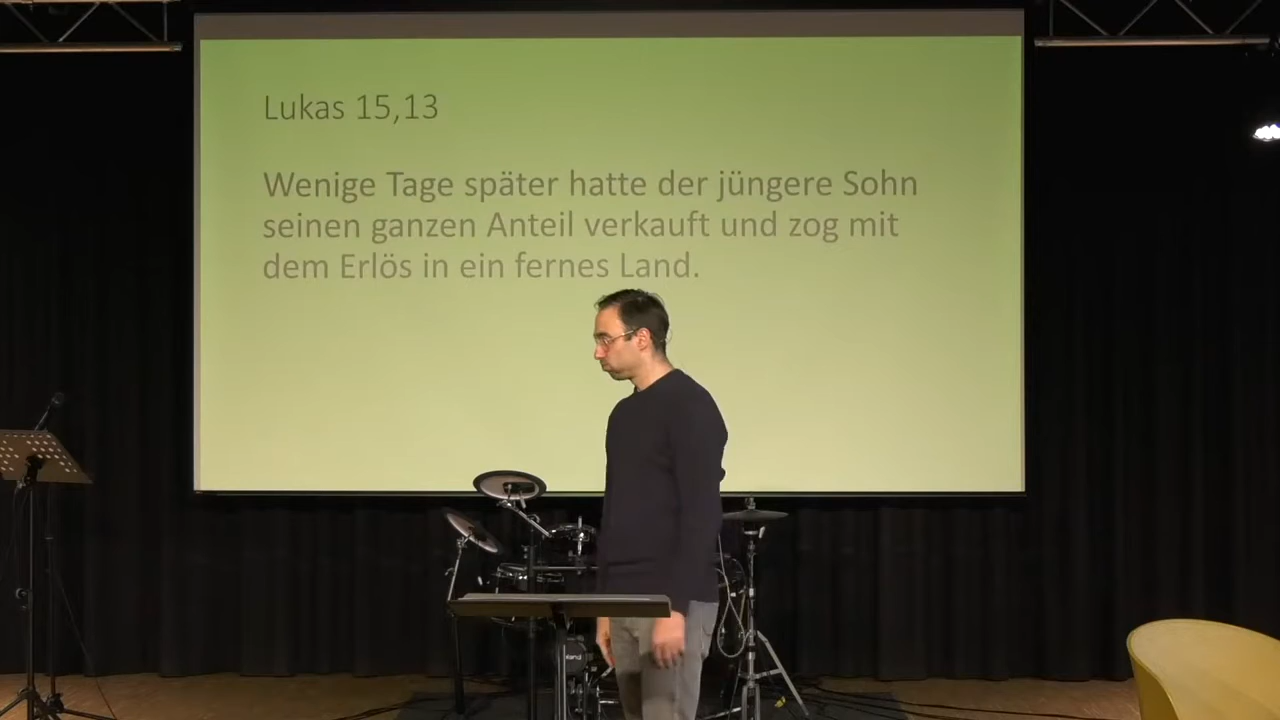 Lukas 15,13
Wenige Tage später hatte der jüngere Sohn
seinen ganzen Anteil verkauft und zog mit
dem Erlös in ein fernes Land.